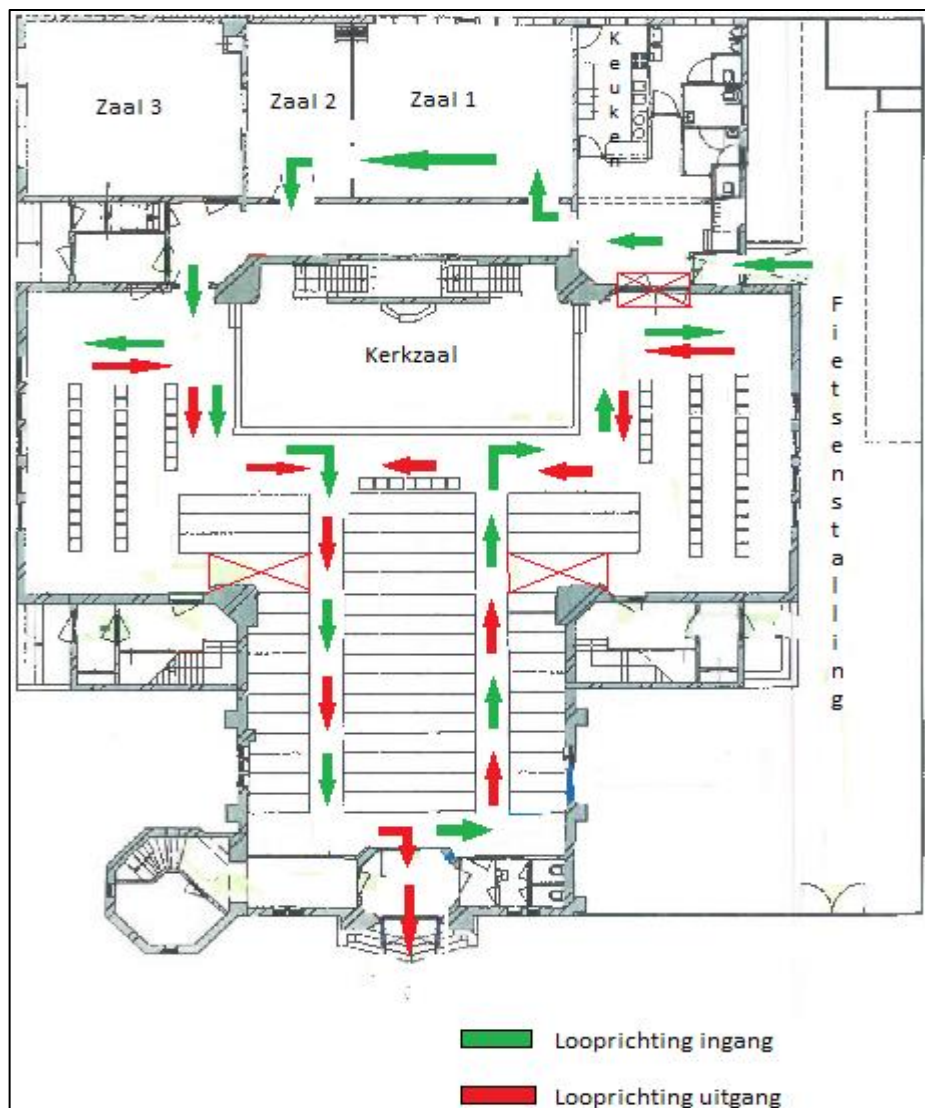 Zaal 3
Zaal 2
Zaal 1
Keuken
Kerkzaal
Fietsenstalling
Looprichting ingang
Looprichting uitgang